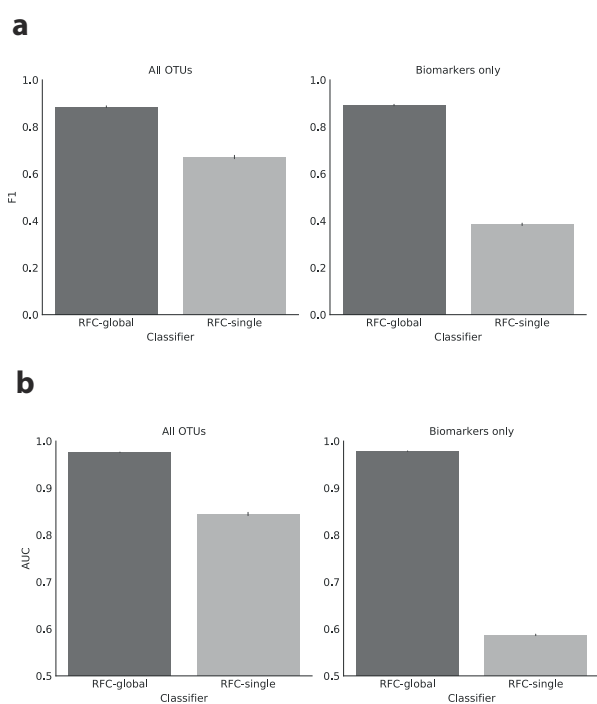 a
All OTUs
Biomarkers only
F1
1.0
0.8
0.6
0.4
0.2
0.0
1.0
0.8
0.6
0.4
0.2
0.0
RFC-global RFC-single
RFC-global RFC-single
Classifier
Classifier
b
All OTUs
Biomarkers only
AUC
1.0
0.9
0.8
0.7
0.6
0.5
1.0
0.9
0.8
0.7
0.6
0.5
RFC-global RFC-single
RFC-global RFC-single
Classifier
Classifier